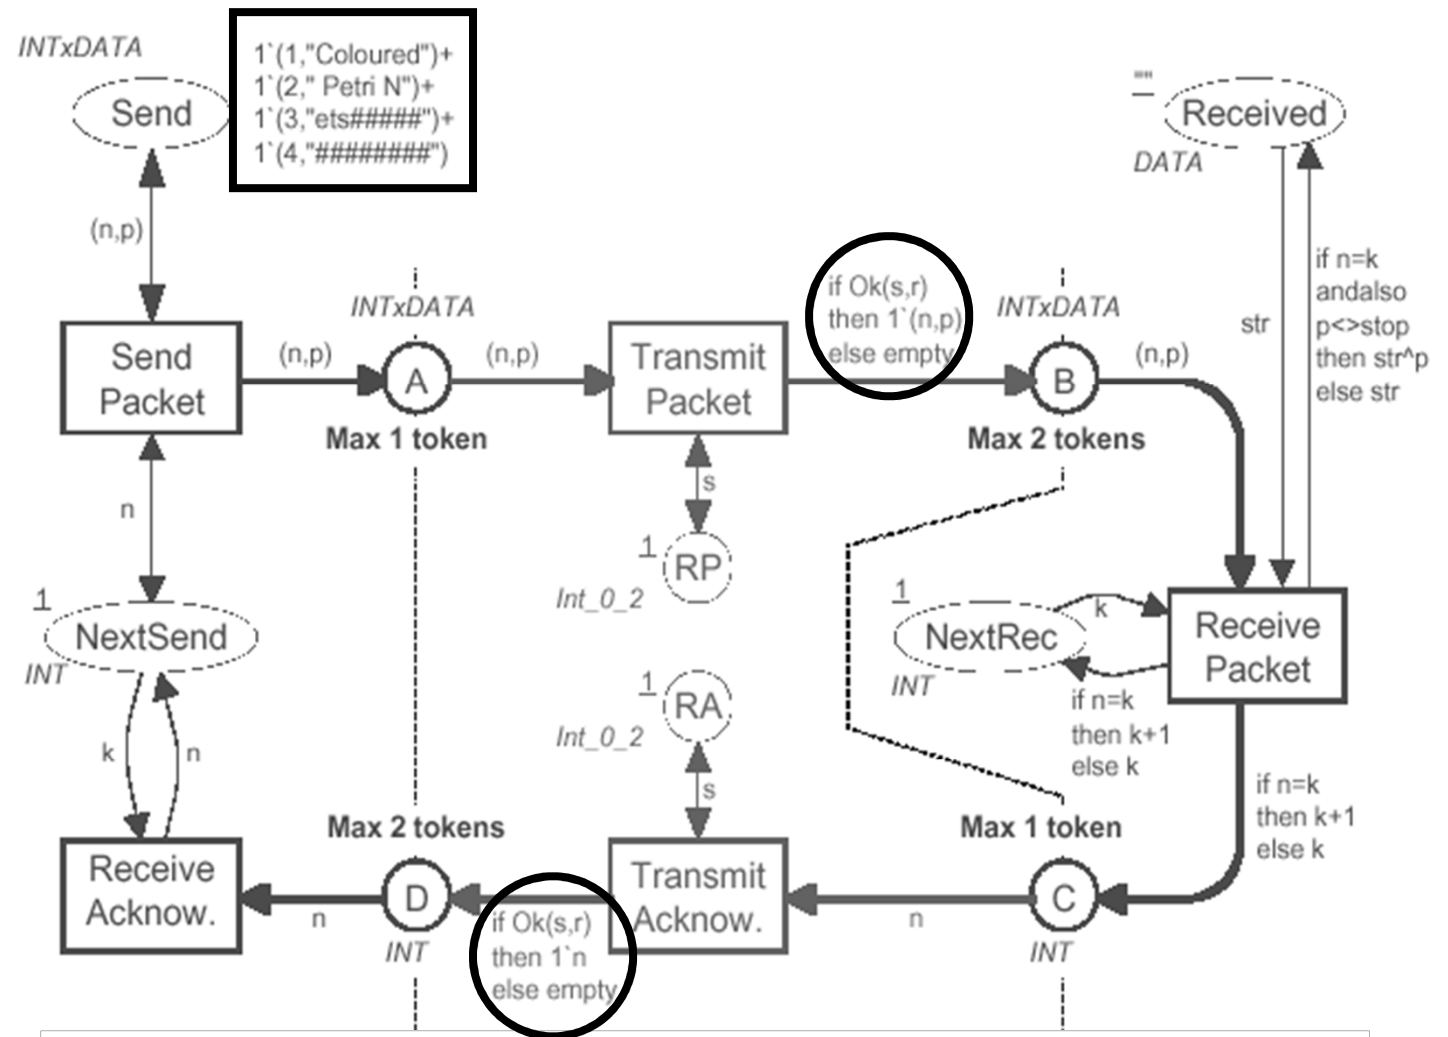 INTxDATA
Send
1`(1,"Coloured")+
1`(2," Petri N")+
1`(3,"ets#####")+
1`(4,"########")
""
Received
DATA
(n,p)
if n=k
andalso
p<>stop
then str^p
else str
str
if Ok(s,r)
then 1`(n,p)
else empty
INTxDATA
INTxDATA
Send
Packet
(n,p)
A
(n,p)
Transmit
Packet
B
(n,p)
Max 1 token
Max 2 tokens
n
s
1
RP
Int_0_2
1
NextSend
INT
1
NextRec
INT
k
Receive
Packet
if n=k
then k+1
else k
1
RA
Int_0_2
k
n
s
if n=k
then k+1
else k
Max 2 tokens
Max 1 token
Receive
Acknow.
n
D
INT
if Ok(s,r)
then 1`n
else empty
Transmit
Acknow.
n
C
INT